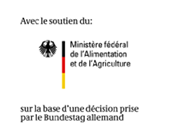 Avec le soutien du:
Ministère fédéral
de l'Alimentation
et de l'Agriculture
sur la base d'une décision prise
par le Bundestag allemand